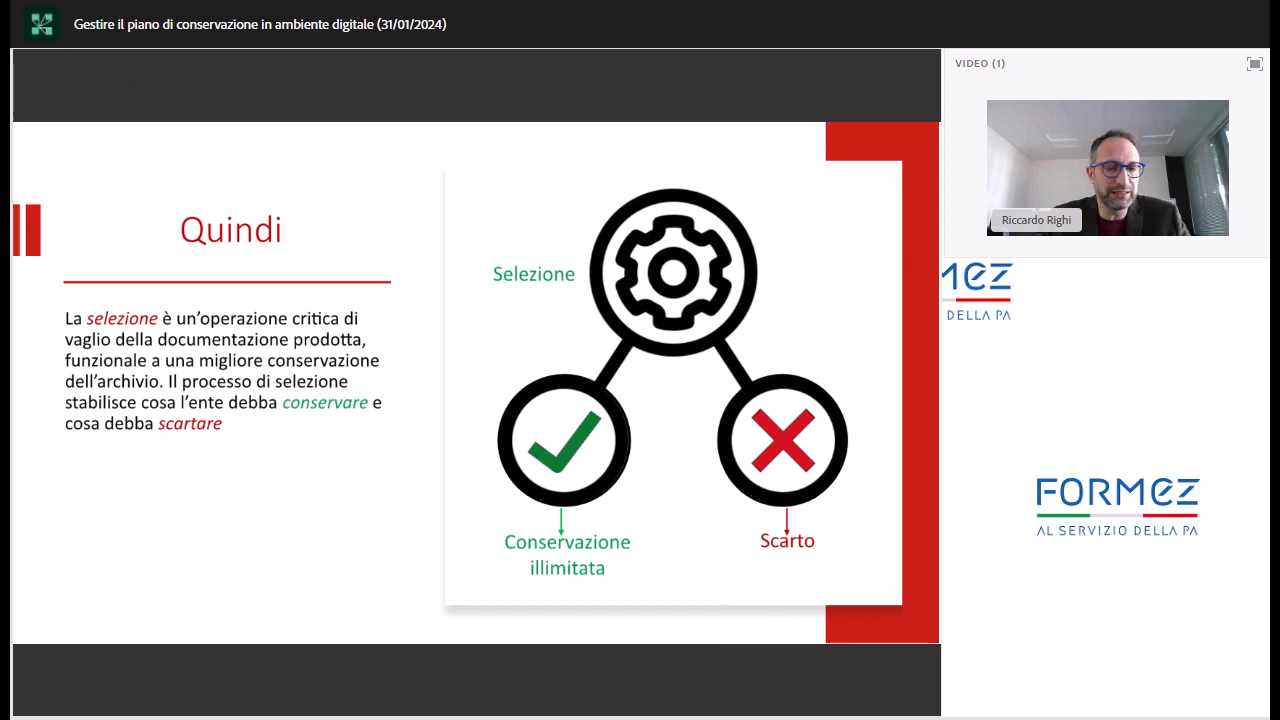 Gestire il piano di conservazione in ambiente digitale (31/01/2024)
VIDEO (1)
Riccardo Righi
Quindi
La selezione è un'operazione critica di
vaglio della documentazione prodotta,
funzionale a una migliore conservazione
dell'archivio. Il processo di selezione
stabilisce cosa l'ente debba conservare e
cosa debba scartare
Selezione
Conservazione
illimitata
Scarto
DELLA PA
FORMEZ
AL SERVIZIO DELLA PA